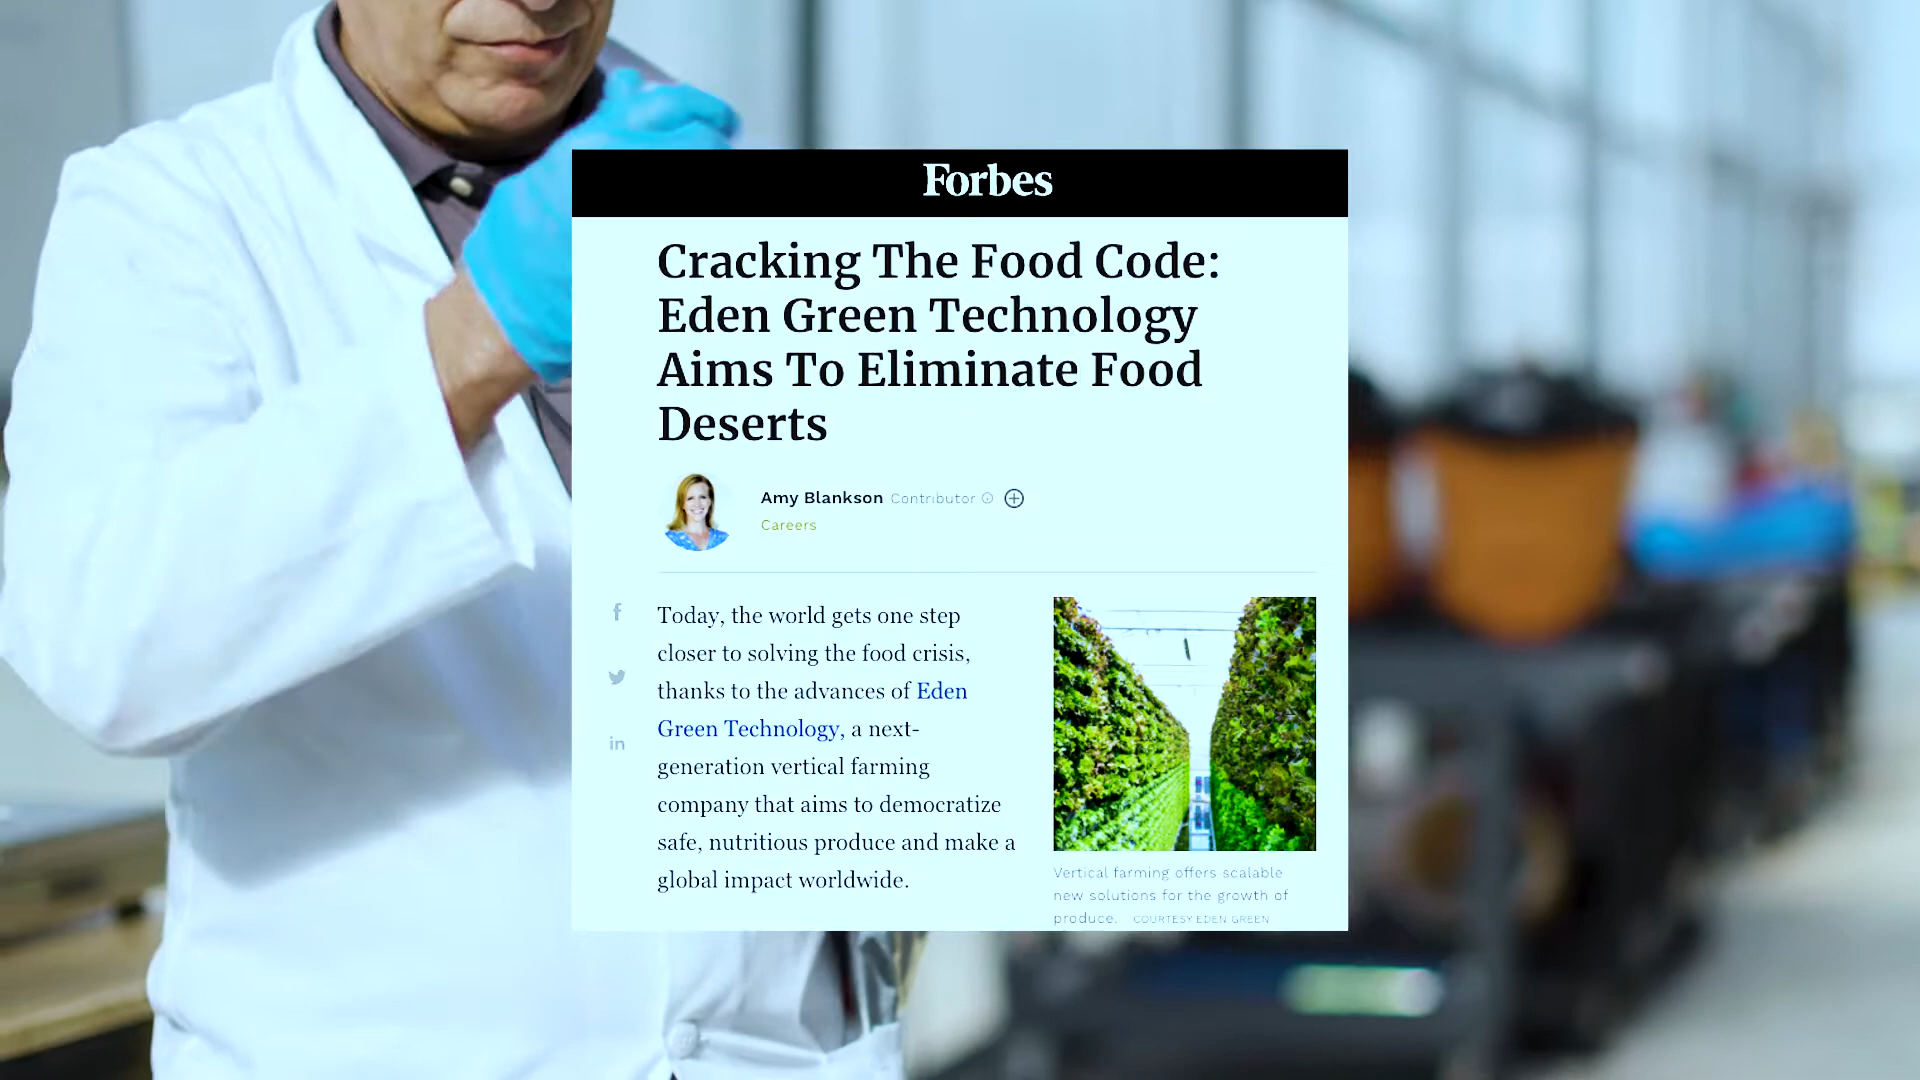 Forbes
Cracking The Food Code:
Eden Green Technology
Aims To Eliminate Food
Deserts
Amy Blankson Contributor
Careers
Today, the world gets one step
closer to solving the food crisis,
thanks to the advances of Eden
Green Technology, a next-
generation vertical farming
company that aims to democratize
safe, nutritious produce and make a
global impact worldwide.
Vertical farming offers scalable
new solutions for the growth of
produce. COURTESY EDEN GREEN